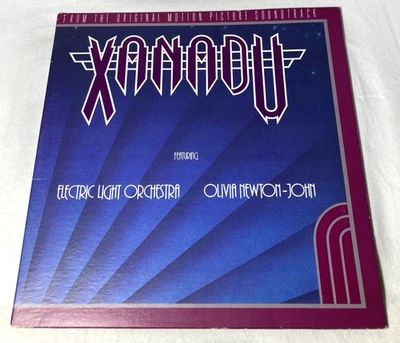 FROM THE ORIGINAL MOTION PICTURE SOUNDTRACK
XANADU
FEATURING
ELECTRIC LIGHT ORCHESTRA OLIVIA NEWTON-JOHN